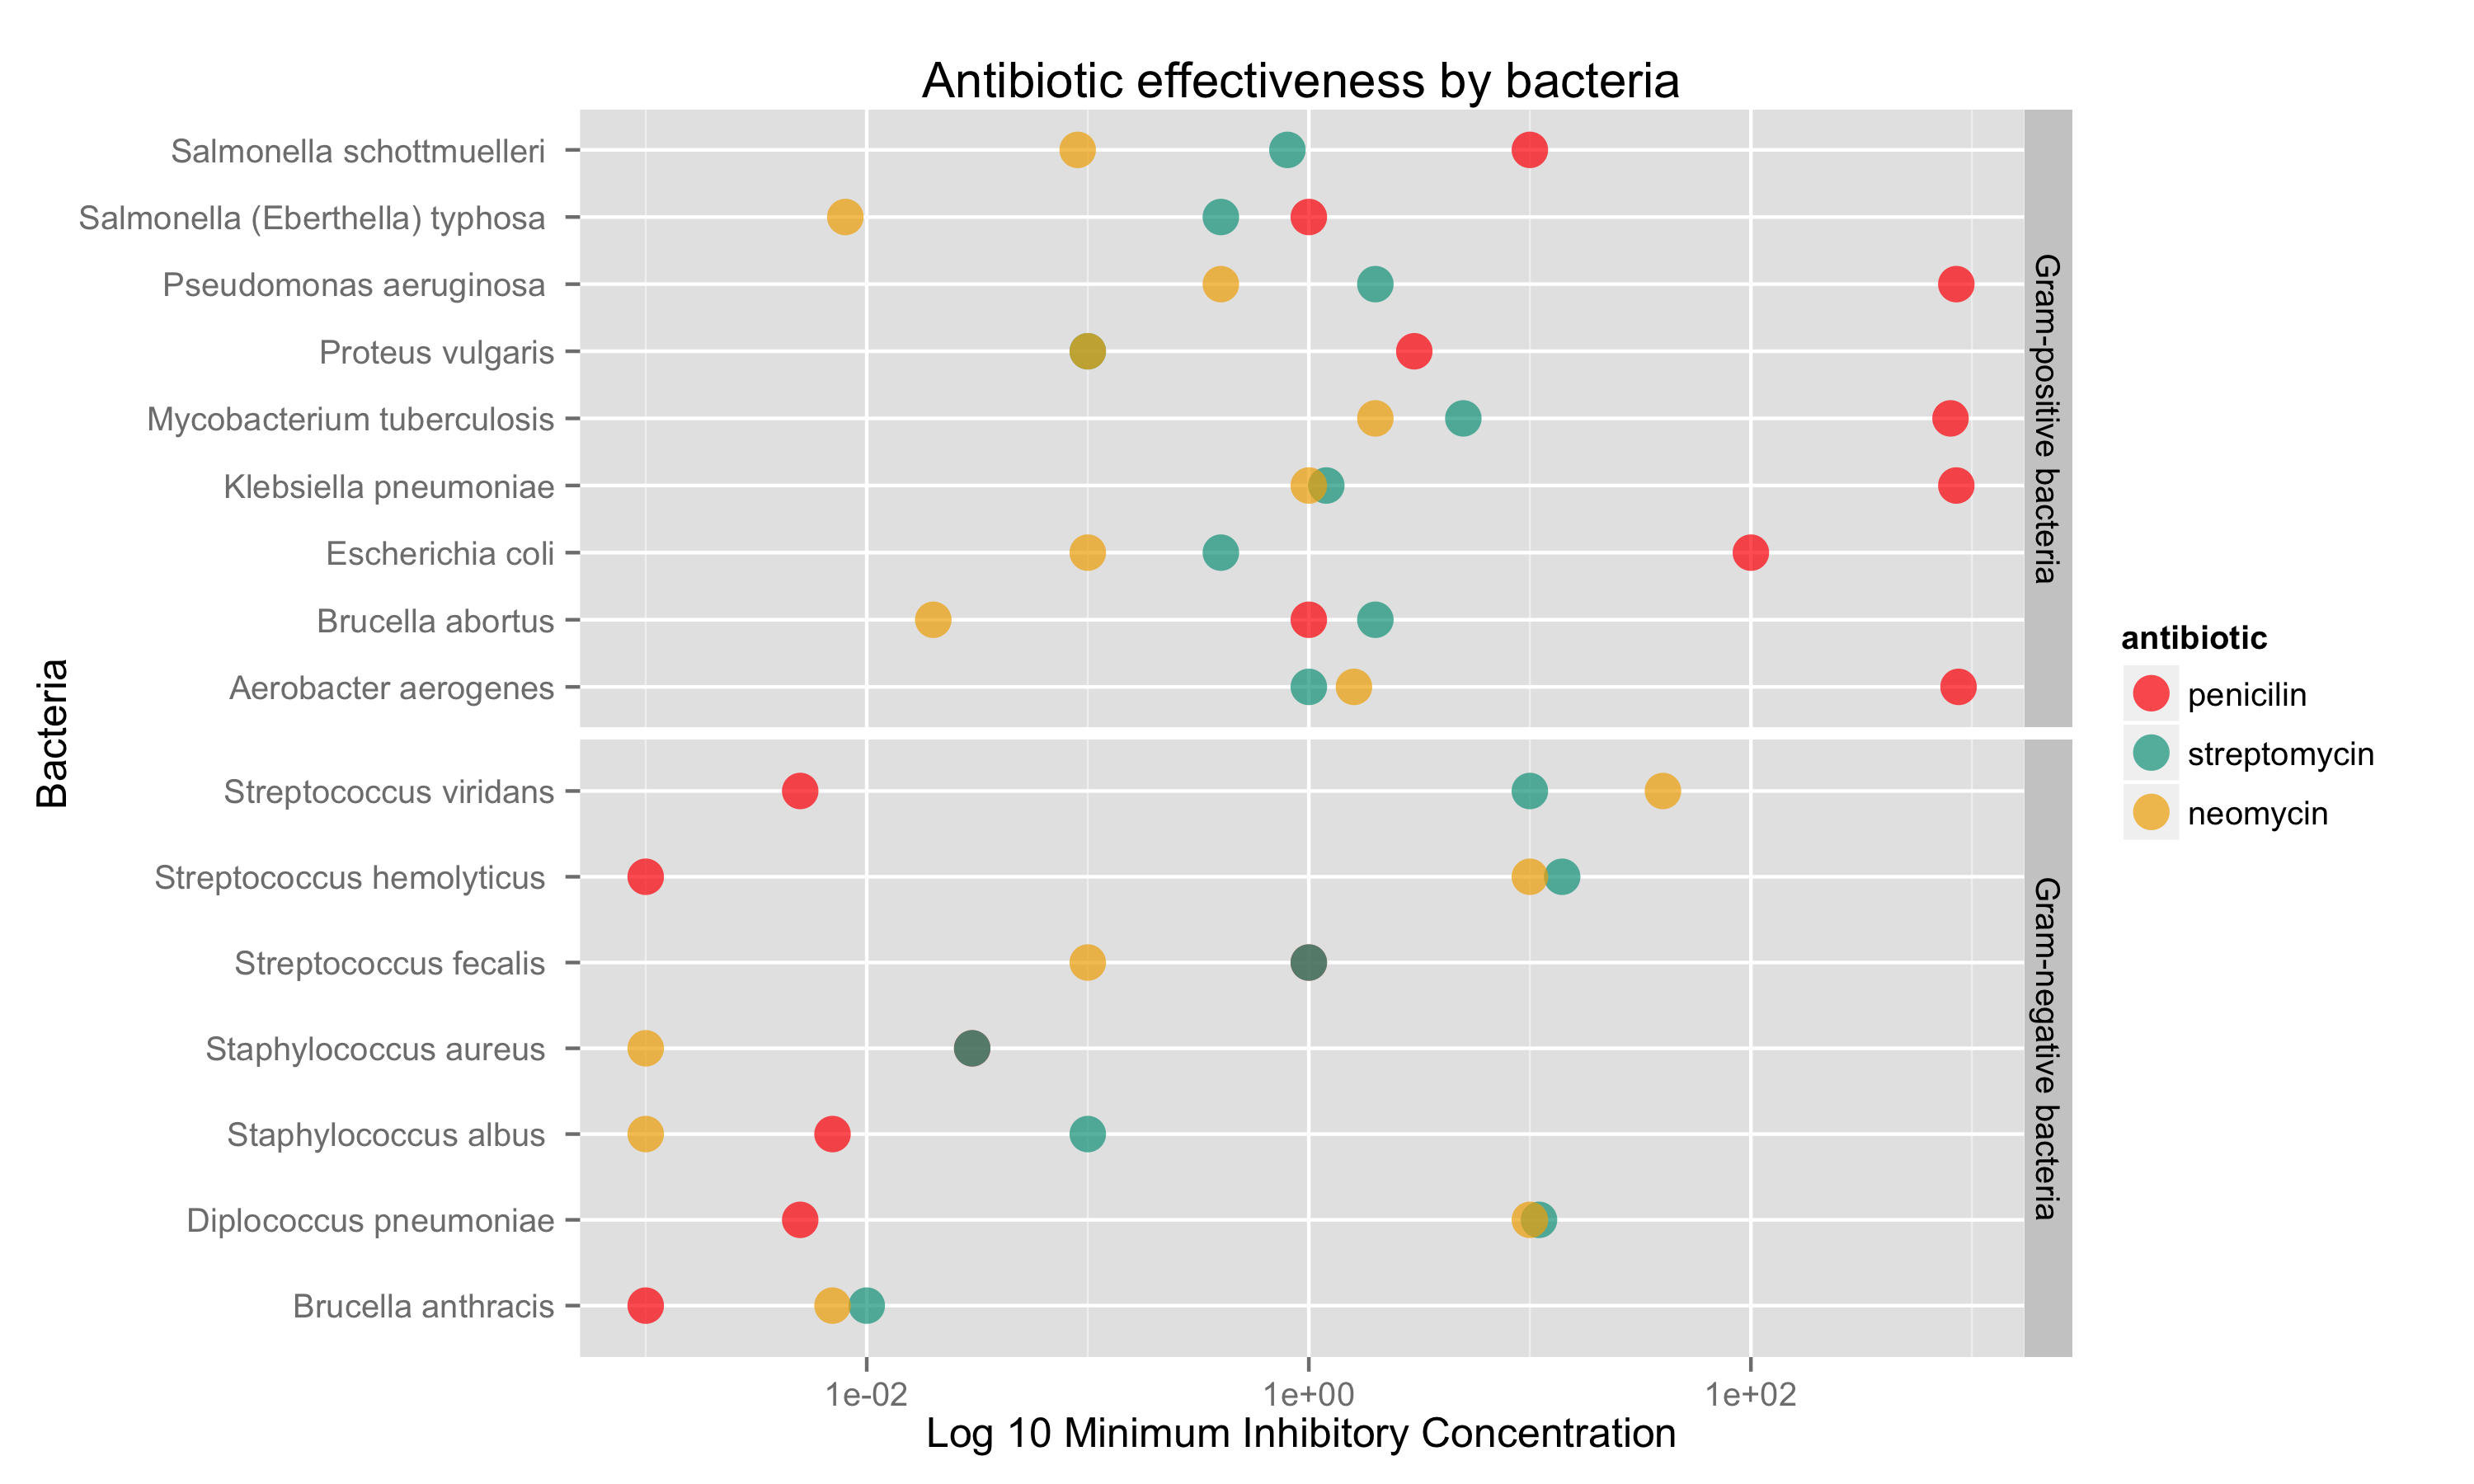 Antibiotic effectiveness by bacteria
Salmonella schottmuelleri
Salmonella (Eberthella) typhosa
Pseudomonas aeruginosa
Proteus vulgaris
Mycobacterium tuberculosis
Klebsiella pneumoniae
Escherichia coli
Brucella abortus
Aerobacter aerogenes
Gram-positive bacteria
Streptococcus viridans
Streptococcus hemolyticus
Streptococcus fecalis
Staphylococcus aureus
Staphylococcus albus
Diplococcus pneumoniae
Brucella anthracis
Gram-negative bacteria
Bacteria
1e-02
1e+00
1e+02
Log 10 Minimum Inhibitory Concentration
antibiotic
penicilin
streptomycin
neomycin